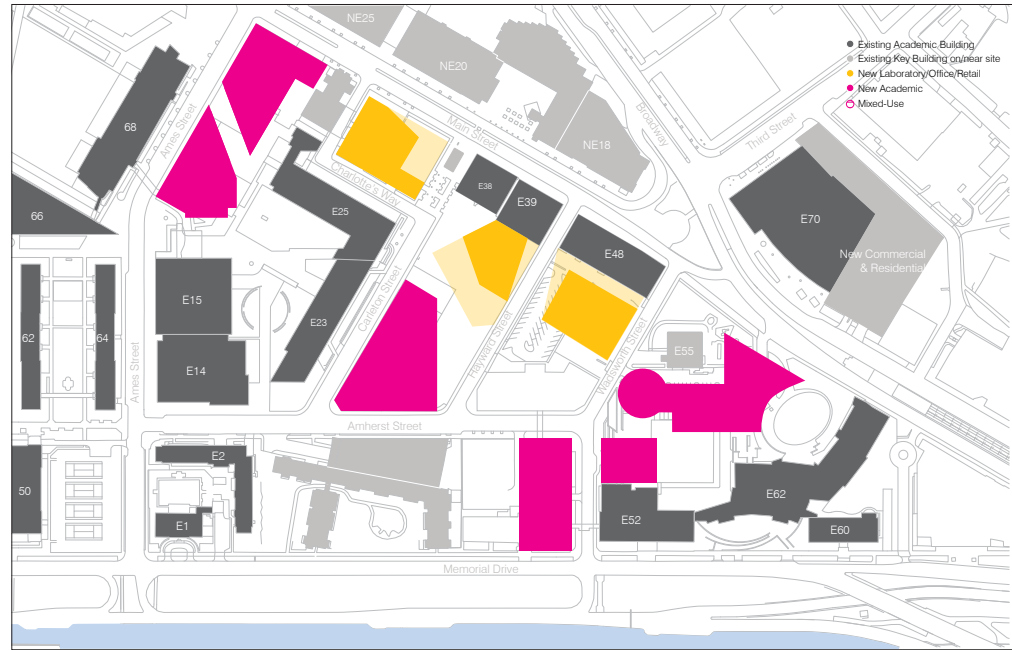 NE25
NE20
Existing Academic Building
Existing Key Building on/near site
New Laboratory/Office/Retail
New Academic
Mixed-Use
68
Ames Street
Main Street
Broadway
Third Street
NE18
Charlotte's Way
E38
E39
E25
66
E70
E48
New Commercial
& Residential
E15
Carleton Street
E23
Hayward Street
Wadsworth Street
E55
62
64
Ames Street
E14
Amherst Street
E2
50
E1
E52
E62
E60
Memorial Drive